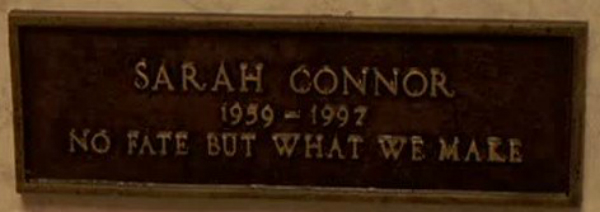 SARAH CONNOR
1959 - 1997
NO FATE BUT WHAT WE MAKE